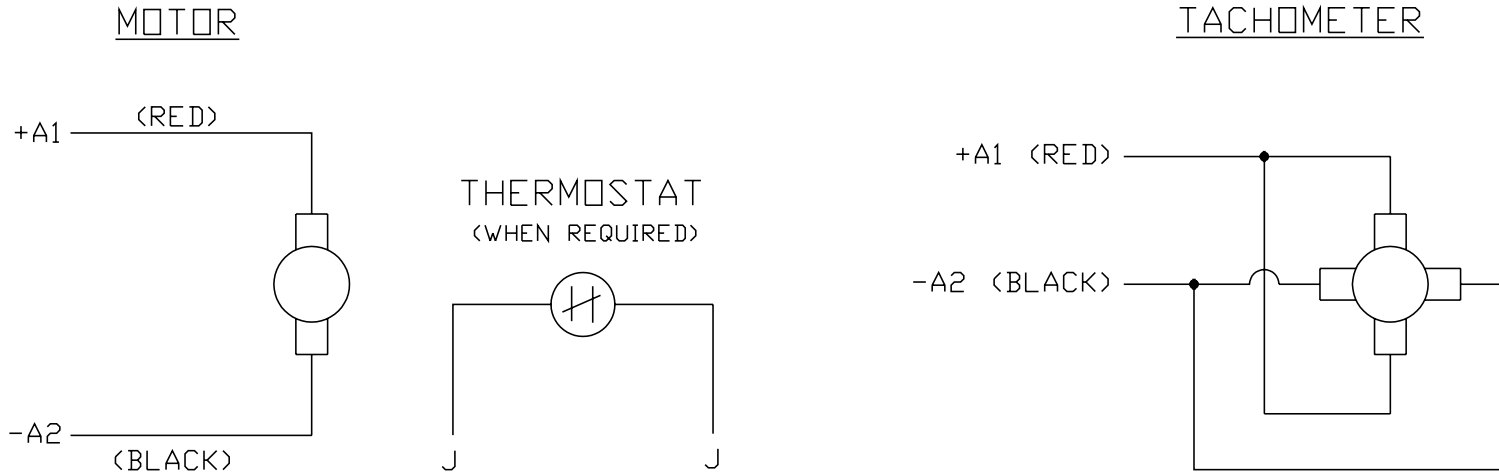 MOTOR
+A1
(RED)
-A2
(BLACK)
THERMOSTAT
(WHEN REQUIRED)
J
J
TACHOMETER
+A1 (RED)
-A2 (BLACK)